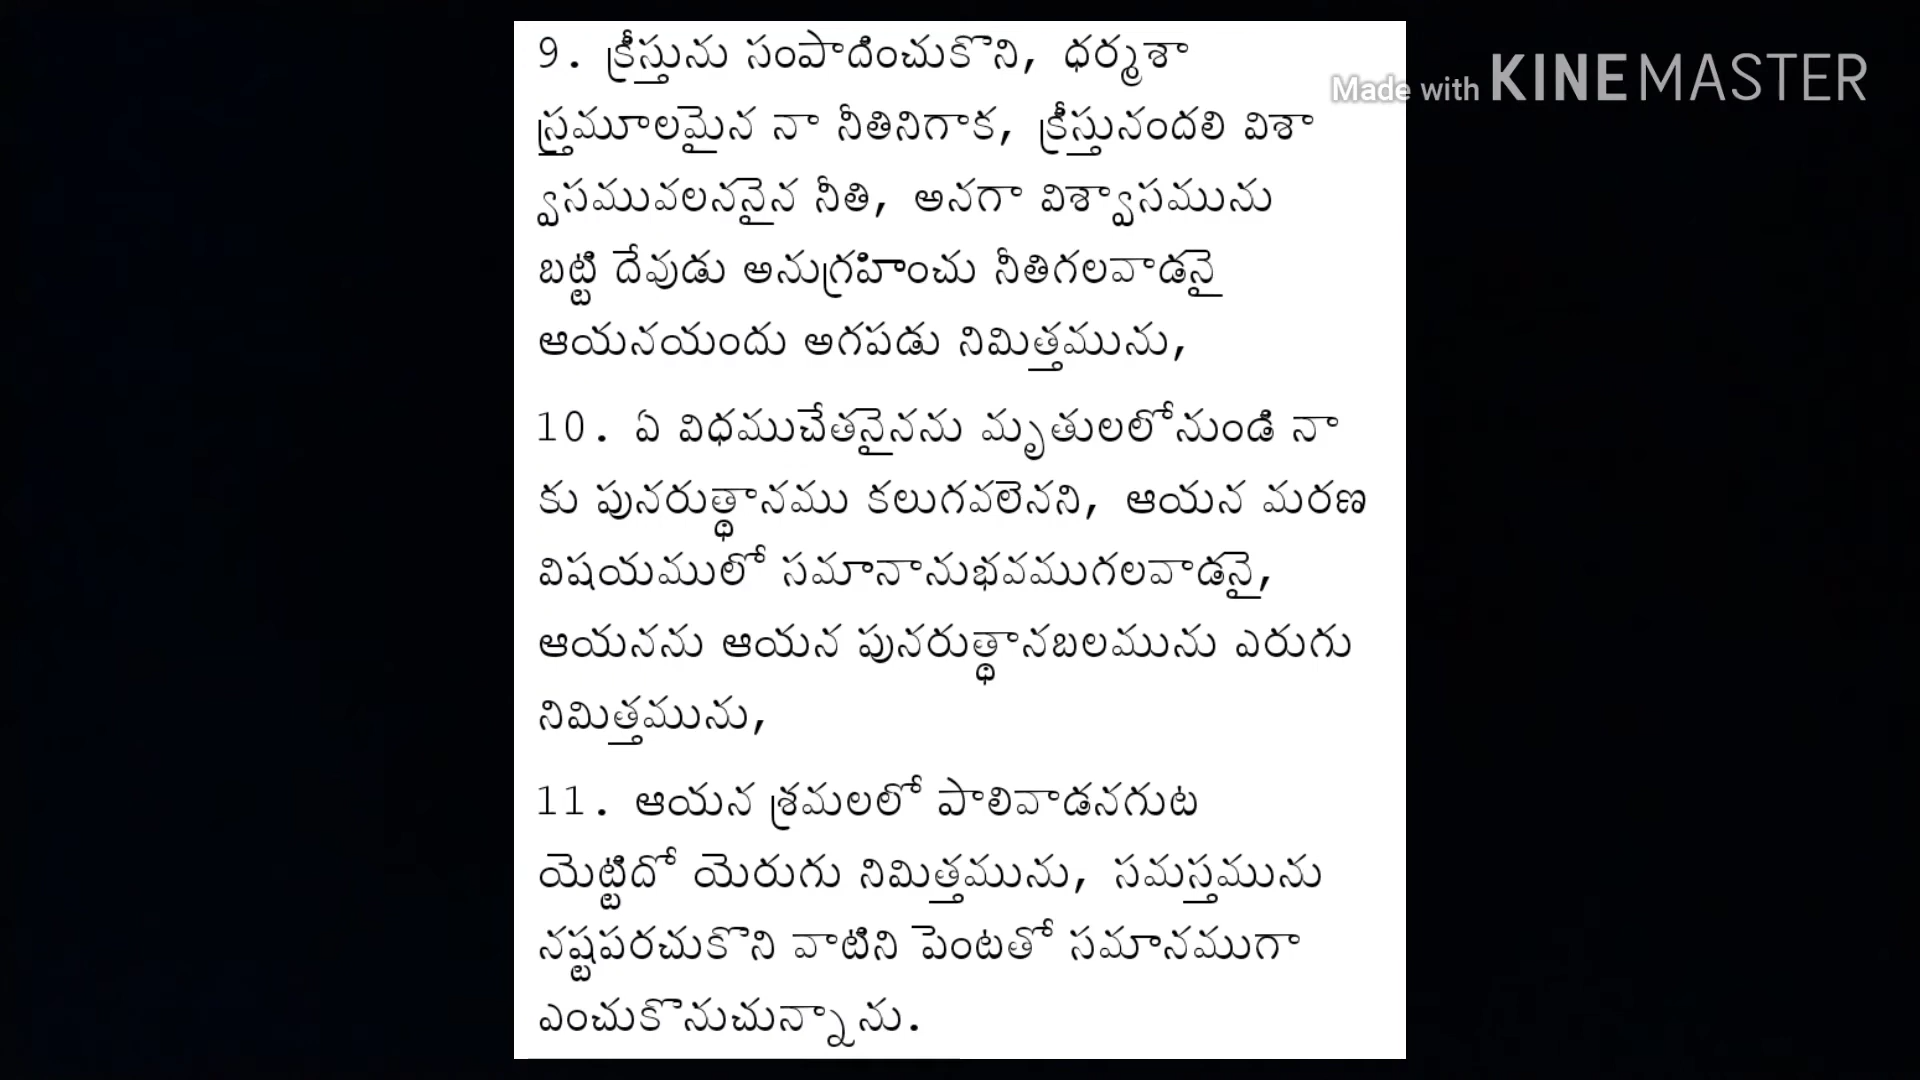 9. క్రీస్తును సంపాదించుకొని, ధర్మశా
Made with KINEMASTER
స్త్రమూలమైన నా నీతినిగాక, క్రీస్తునందలి విశా
్వసమువలననైన నీతి, అనగా విశ్వాసమును
బట్టి దేవుడు అనుగ్రహించు నీతిగలవాడనై
ఆయనయందు అగపడు నిమిత్తమును,
10. ఏ విధముచేతనైనను మృతులలోనుండి నా
కు పునరుత్థానము కలుగవలెనని, ఆయన మరణ
విషయములో సమానానుభవముగలవాడనై,
ఆయనను ఆయన పునరుత్థానబలమును ఎరుగు
నిమిత్తమును,
11. ఆయన శ్రమలలో పాలివాడనగుట
యెట్టిదో యెరుగు నిమిత్తమును, సమస్తమును
నష్టపరచుకొని వాటిని పెంటతో సమానముగా
ఎంచుకొనుచున్నాను.